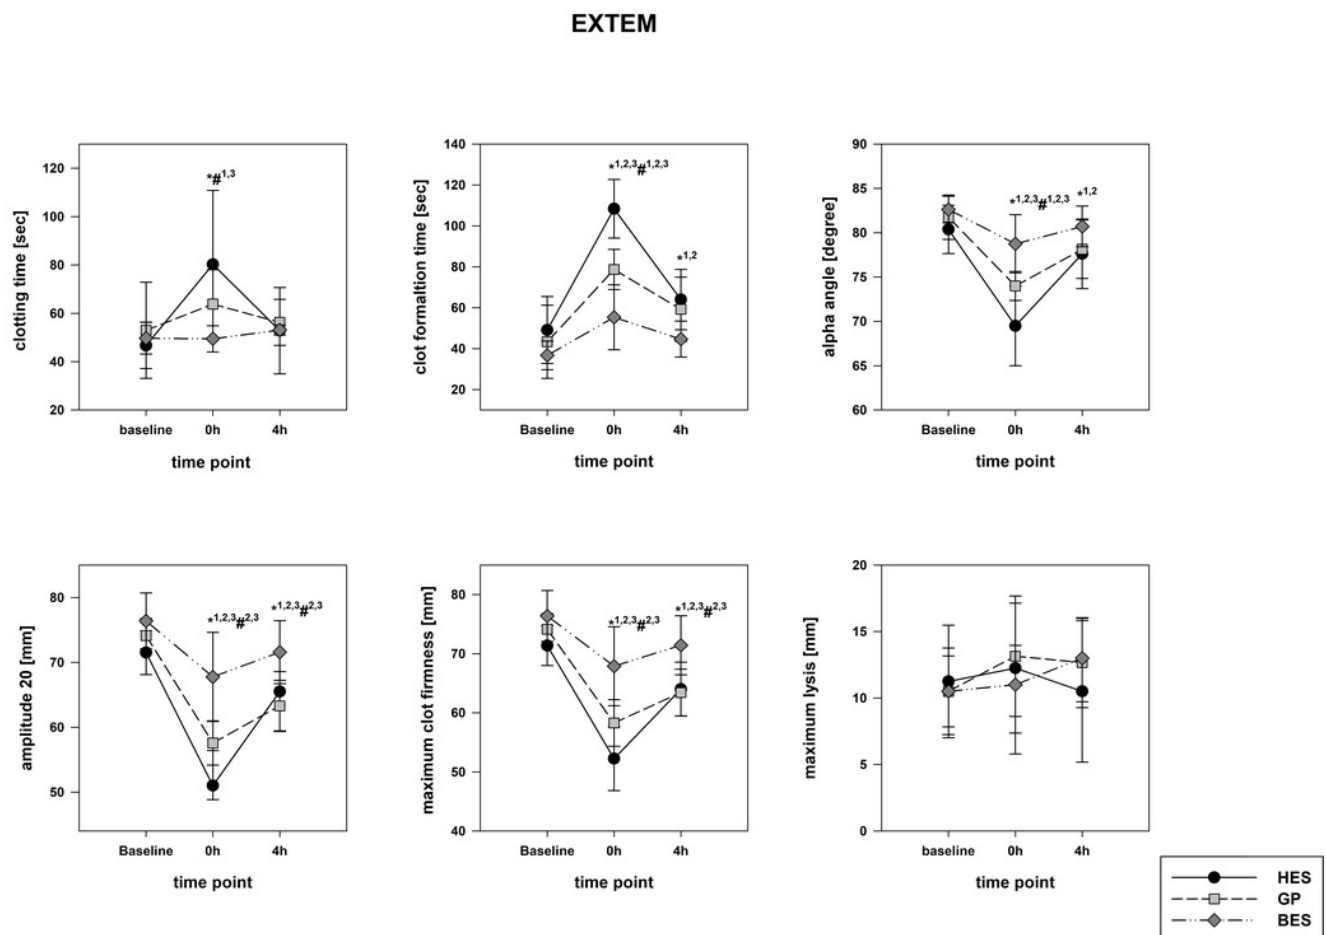 EXTEM
clotting time [sec]
120
100
80
60
40
20
*#1,3
baseline 0h 4h
time point
clot formaltion time [sec]
140
120
100
80
60
40
20
*1,2,3#1,2,3
*1,2
Baseline 0h 4h
time point
alpha angle [degree]
90
85
80
75
70
65
60
*1,2,3#1,2,3
*1,2
Baseline 0h 4h
time point
amplitude 20 [mm]
80
70
60
50
*1,2,3#2,3
*1,2,3#2,3
Baseline 0h 4h
time point
maximum clot firmness [mm]
80
70
60
50
40
*1,2,3#2,3
*1,2,3#2,3
Baseline 0h 4h
time point
maximum lysis [mm]
20
15
10
5
0
baseline 0h 4h
time point
HES
GP
BES